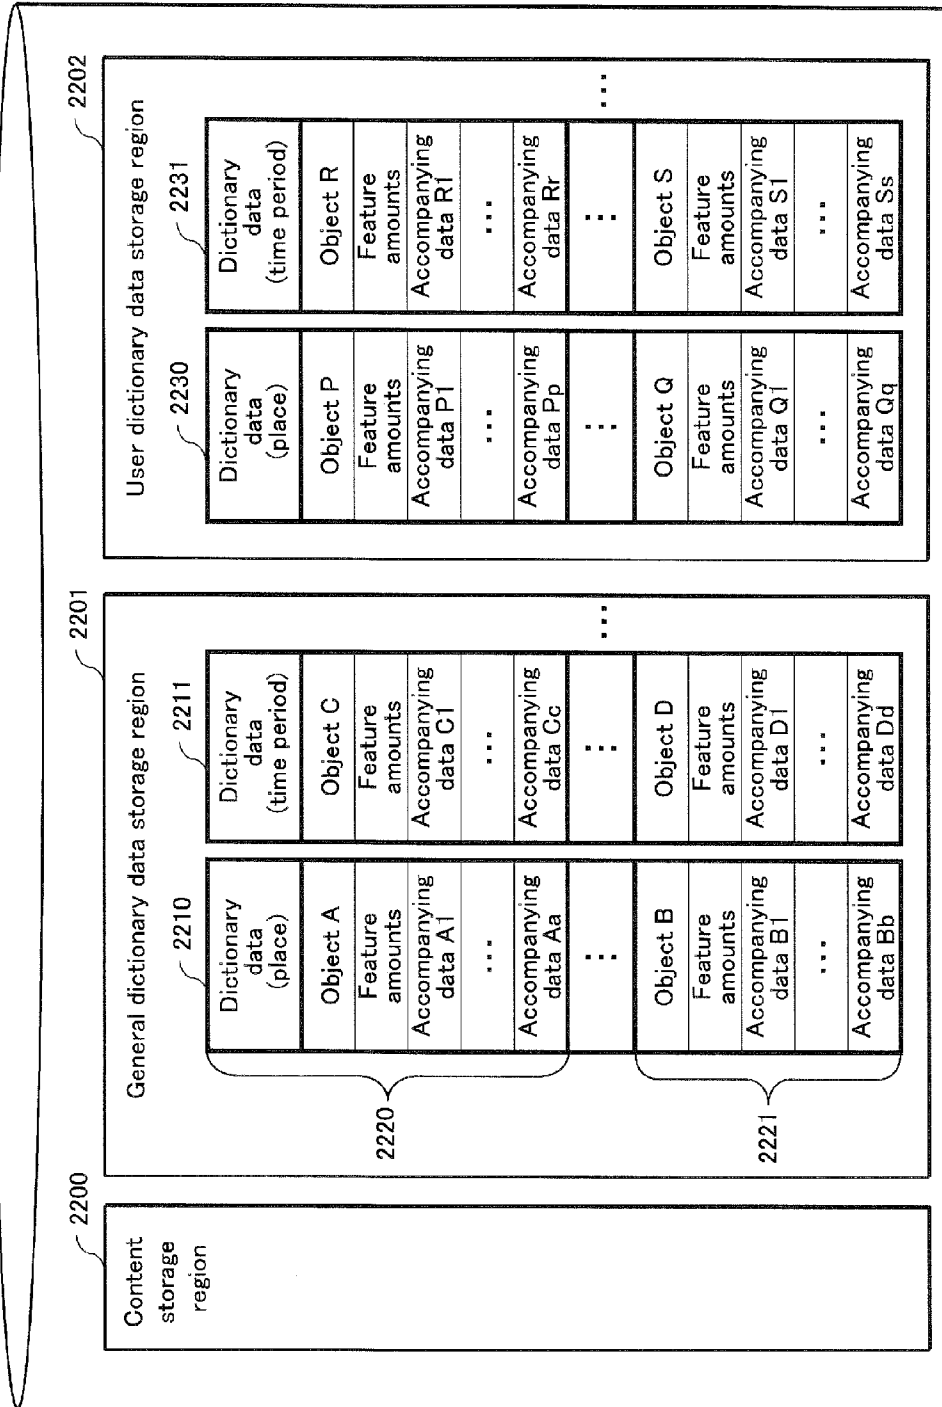 2200
Content
storage
region
2201
General dictionary data storage region
2210
Dictionary
data
(place)
Object A
Feature
amounts
Accompanying
data A1
...
Accompanying
data Aa
⋮
Object B
Feature
amounts
Accompanying
data B1
...
Accompanying
data Bb
2220
2221
2211
Dictionary
data
(time period)
Object C
Feature
amounts
Accompanying
data C1
...
Accompanying
data Cc
⋮
Object D
Feature
amounts
Accompanying
data D1
...
Accompanying
data Dd
...
2202
User dictionary data storage region
2230
Dictionary
data
(place)
Object P
Feature
amounts
Accompanying
data P1
...
Accompanying
data Pp
⋮
Object Q
Feature
amounts
Accompanying
data Q1
...
Accompanying
data Qq
2231
Dictionary
data
(time period)
Object R
Feature
amounts
Accompanying
data R1
...
Accompanying
data Rr
⋮
Object S
Feature
amounts
Accompanying
data S1
...
Accompanying
data Ss
...